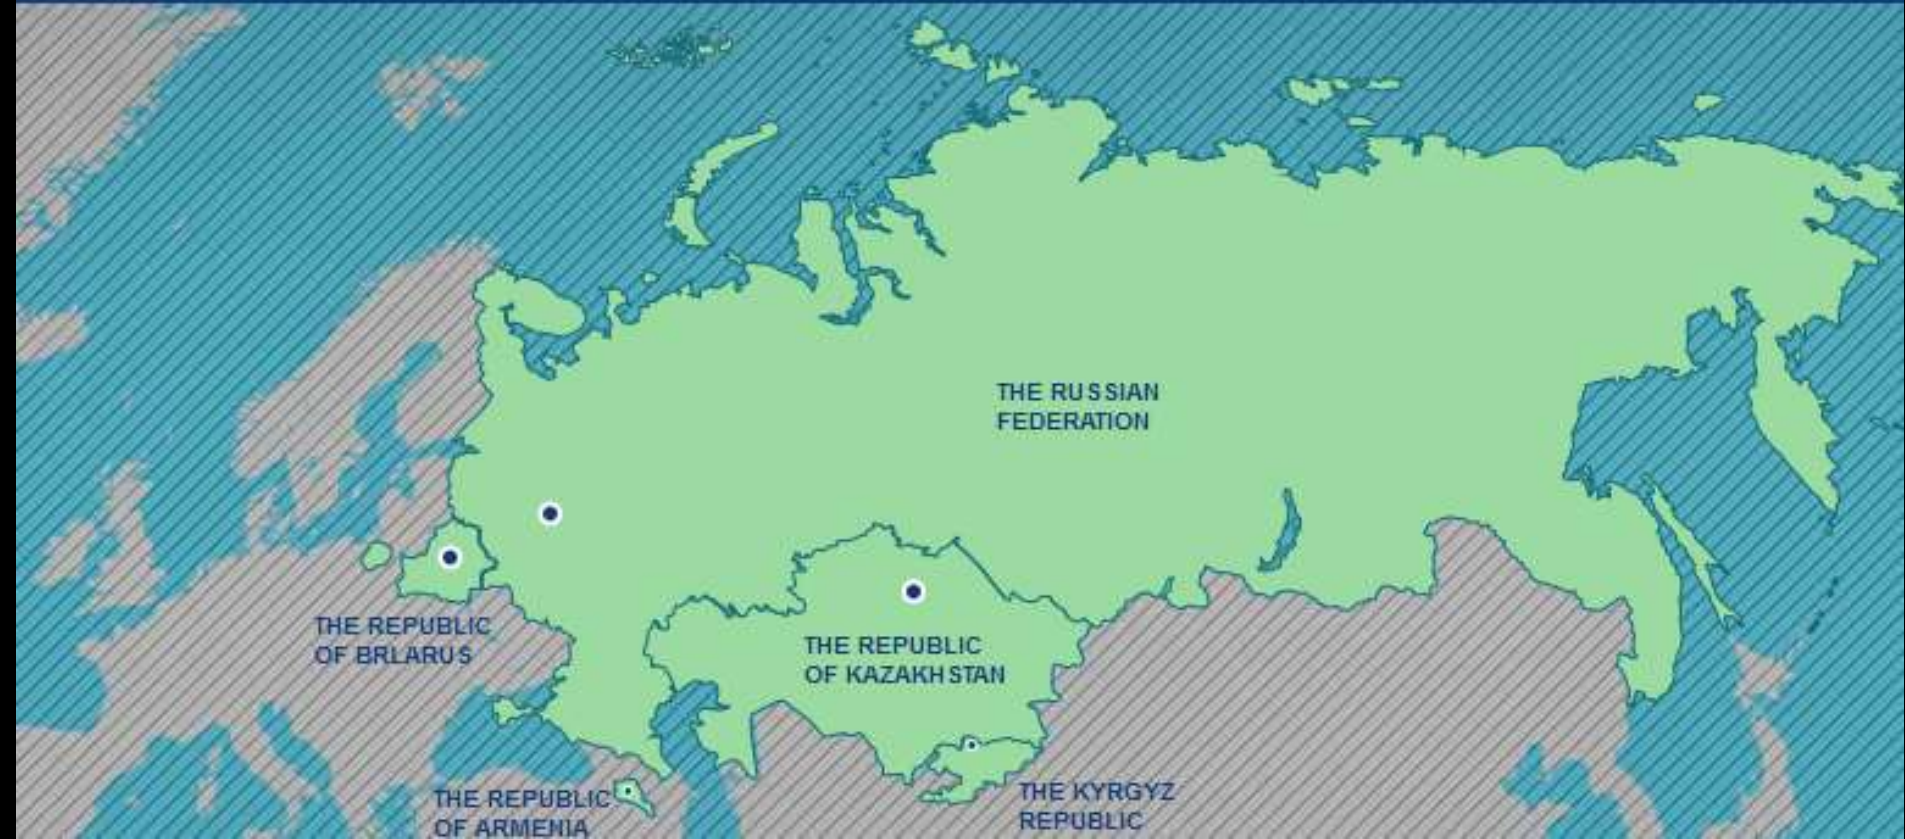 THE RUSSIAN
FEDERATION
THE REPUBLIC
OF BRLARUS
THE REPUBLIC
OF KAZAKHSTAN
THE REPUBLIC
OF ARMENIA
THE KYRGYZ
REPUBLIC